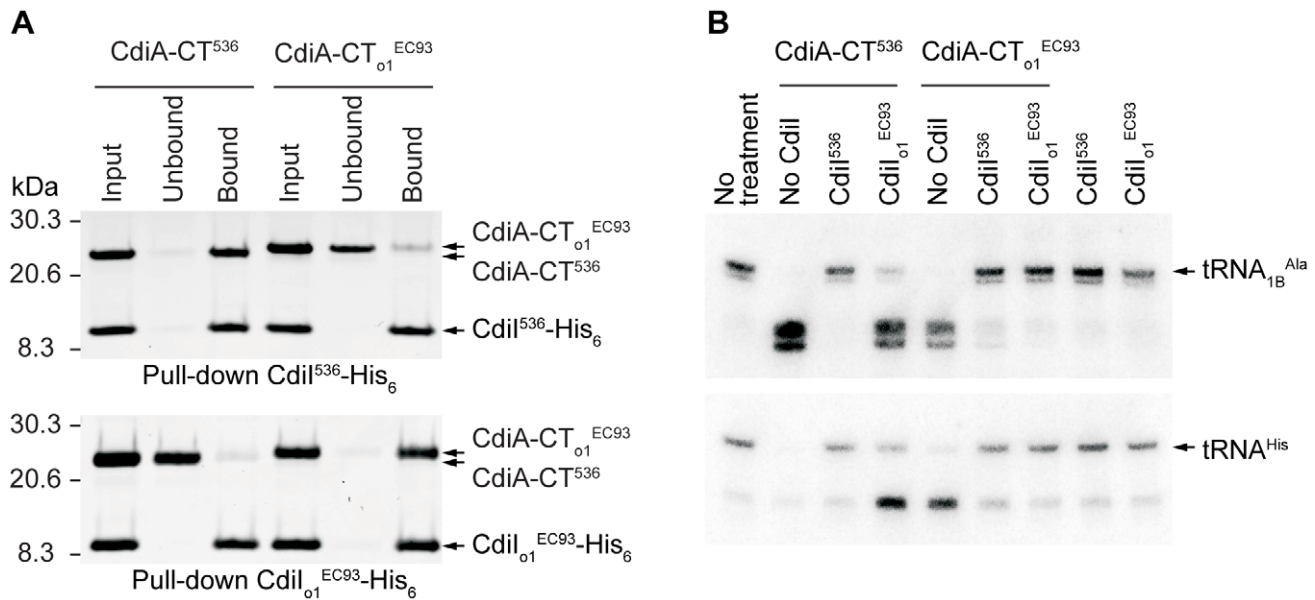 A
CdiA-CT⁵³⁶ CdiA-CTₒ₁ᴱᶜ⁹³
Input Unbound Bound Input Unbound Bound
kDa
30.3
20.6
8.3
CdiA-CTₒ₁ᴱᶜ⁹³
CdiA-CT⁵³⁶
CdiI⁵³⁶-His₆
Pull-down CdiI⁵³⁶-His₆
30.3
20.6
8.3
CdiA-CTₒ₁ᴱᶜ⁹³
CdiA-CT⁵³⁶
CdiIₒ₁ᴱᶜ⁹³-His₆
Pull-down CdiIₒ₁ᴱᶜ⁹³-His₆
B
CdiA-CT⁵³⁶ CdiA-CTₒ₁ᴱᶜ⁹³
No treatment No CdiI CdiI⁵³⁶ CdiIₒ₁ᴱᶜ⁹³ No CdiI CdiI⁵³⁶ CdiIₒ₁ᴱᶜ⁹³ CdiI⁵³⁶ CdiIₒ₁ᴱᶜ⁹³
tRNA₁BAla
tRNAHis